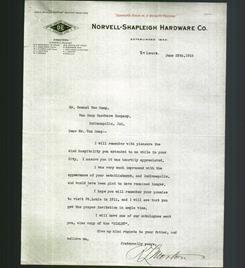 NORVELL-SHAPLEIGH HARDWARE CO.
ESTABLISHED 1843
St Louis,
June 28th, 1910
Mr. Samuel Van Camp,
Van Camp Hardware Company,
Indianapolis, Ind.
Dear Mr. Van Camp:-
I will remember with pleasure the
kind hospitality you extended to me while in your
City. I assure you it was heartily appreciated.
I was very much impressed with the
appearance of your establishment, and Indianapolis,
and would have been glad to have remained longer.
I hope you will remember your promise
to visit St.Louis in 1911, and I will see that you
get the proper invitation in ample time.
I will have one of our catalogues sent
you, also copy of the
Give my kind regards to your father, and
believe me,
Fraternally yours,